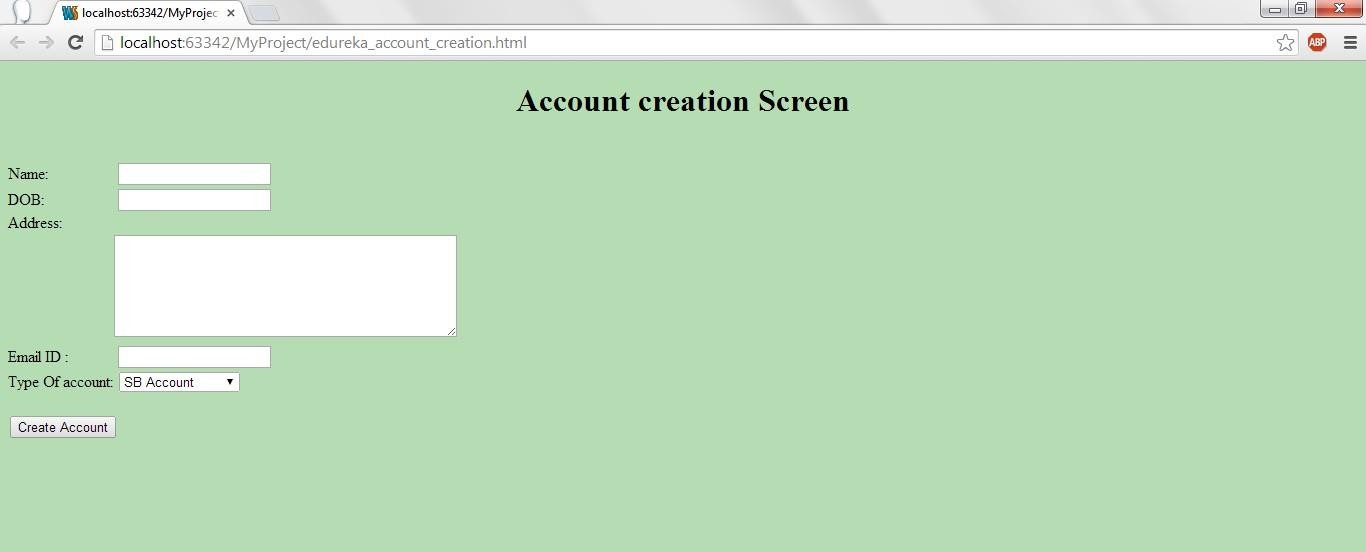 localhost:63342/MyProjec
localhost:63342/MyProject/edureka_account_creation.html
ABP
Account creation Screen
Name:
DOB:
Address:
Email ID :
Type Of account: SB Account
Create Account